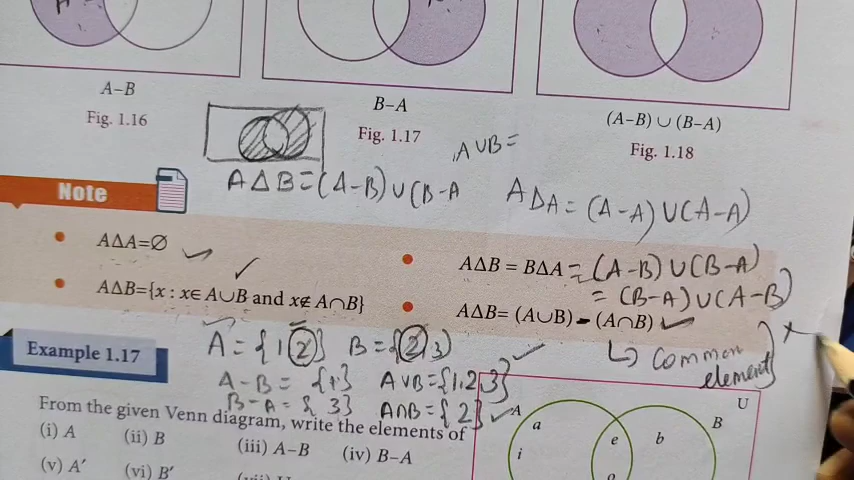 A–B
B–A
(A–B) ∪ (B–A)
Fig. 1.16
Fig. 1.17
Fig. 1.18
A∪B=
AΔB=(A-B)∪(B-A
AΔA=(A-A)∪(A-A)
Note
AΔA=∅
AΔB = BΔA =(A-B)∪(B-A)
=(B-A)∪(A-B)
AΔB={x : x∈A∪B and x∉A∩B}
AΔB= (A∪B) - (A∩B)
common element
A={1,2} B={2,3}
A-B= {1} A∪B={1,2,3}
B-A={ 3} A∩B={2}
Example 1.17
From the given Venn diagram, write the elements of
(i) A (ii) B (iii) A–B (iv) B–A
(v) A′ (vi) B′
U
A B
a e b
i